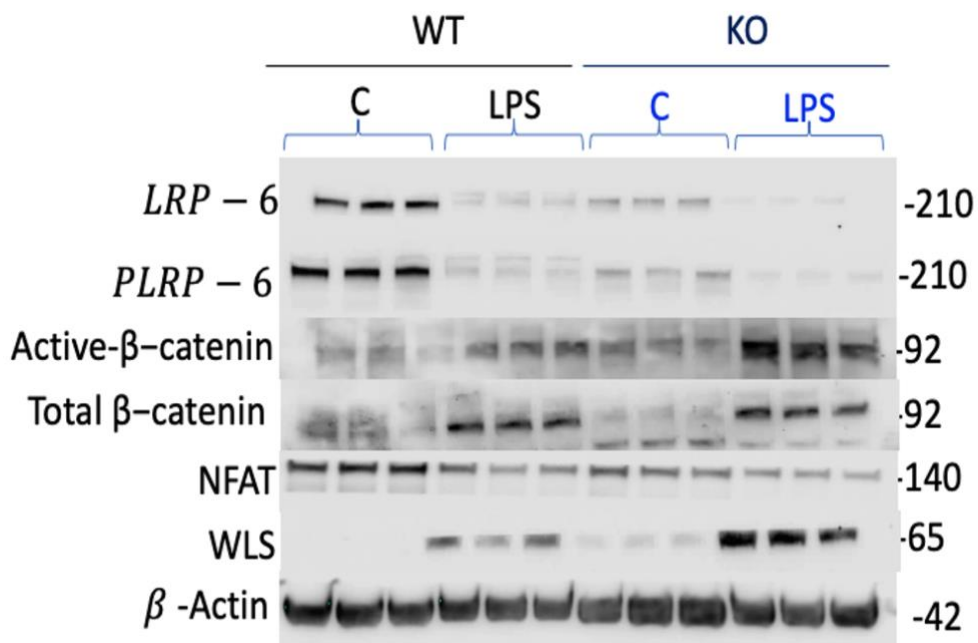 WT KO
C LPS C LPS
LRP − 6 -210
PLRP − 6 -210
Active-β−catenin -92
Total β−catenin -92
NFAT -140
WLS -65
β -Actin -42